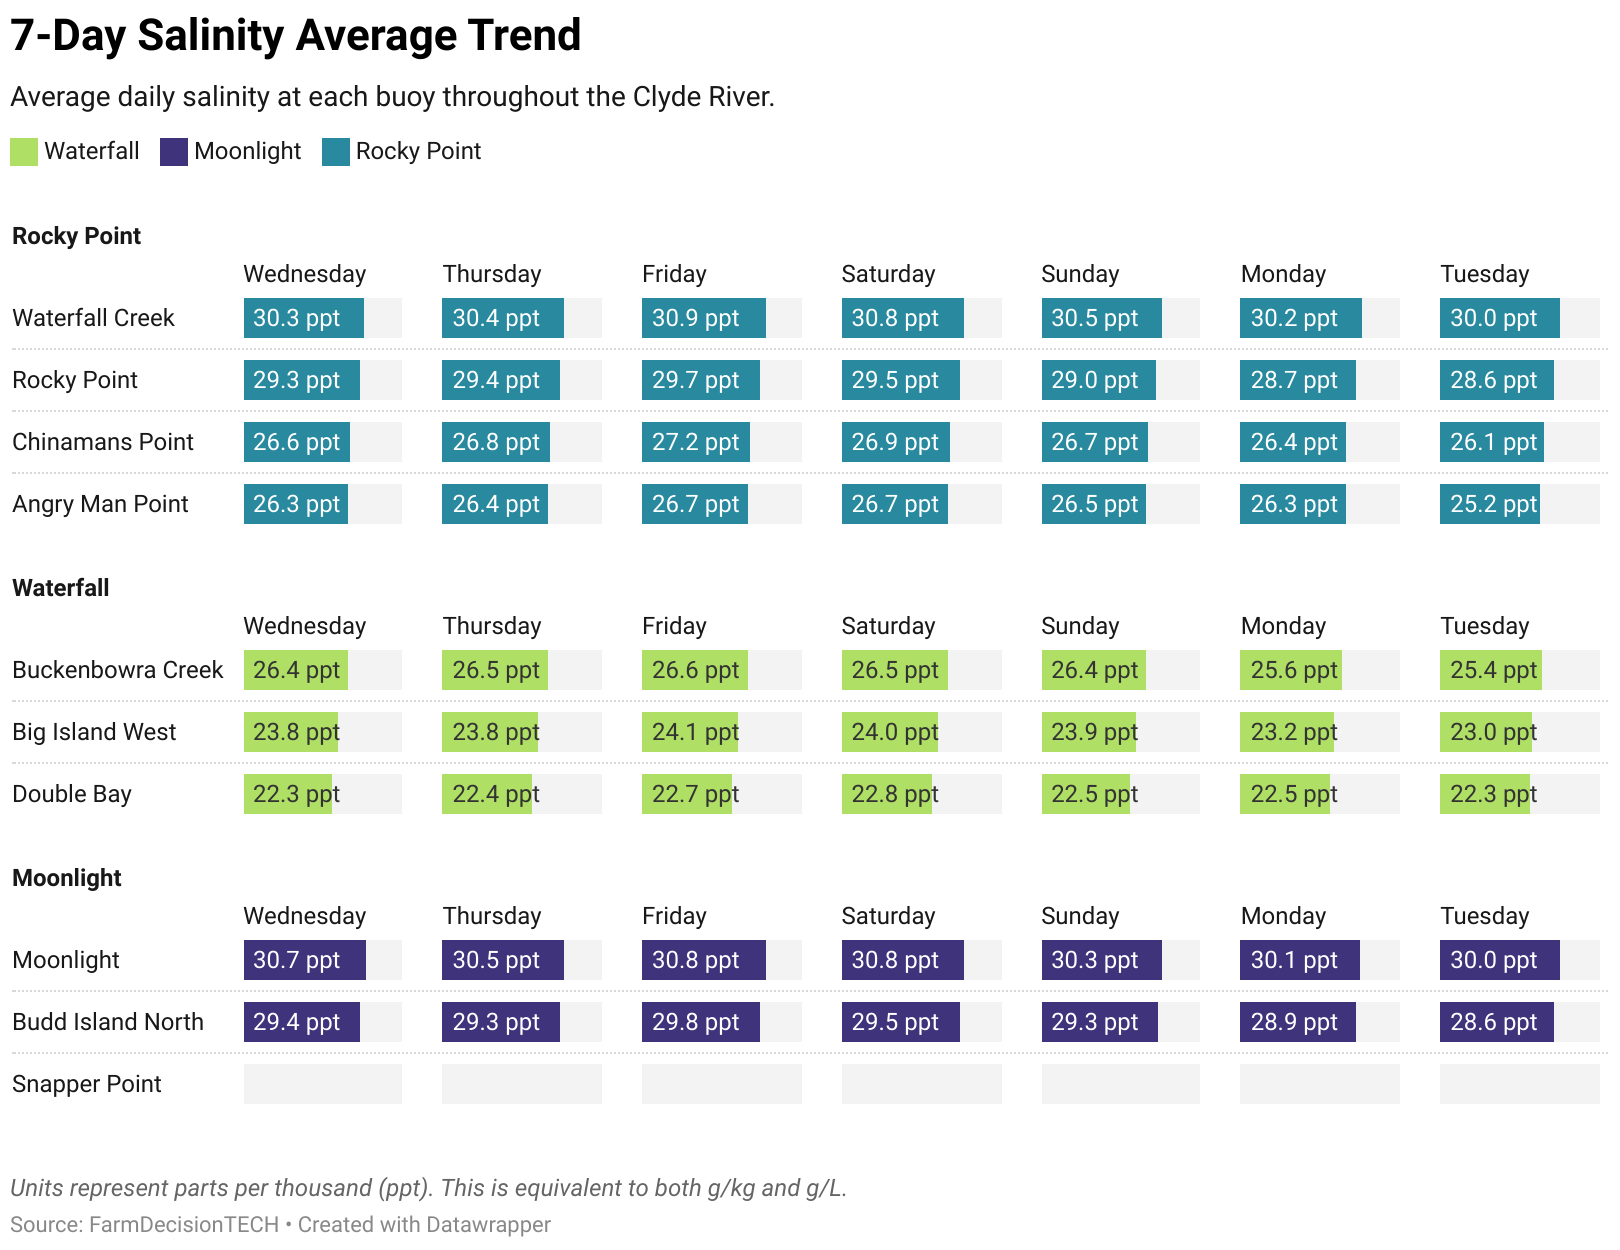 7-Day Salinity Average Trend
Average daily salinity at each buoy throughout the Clyde River.
Waterfall Moonlight Rocky Point
Rocky Point
Wednesday Thursday Friday Saturday Sunday Monday Tuesday
Waterfall Creek 30.3 ppt 30.4 ppt 30.9 ppt 30.8 ppt 30.5 ppt 30.2 ppt 30.0 ppt
Rocky Point 29.3 ppt 29.4 ppt 29.7 ppt 29.5 ppt 29.0 ppt 28.7 ppt 28.6 ppt
Chinamans Point 26.6 ppt 26.8 ppt 27.2 ppt 26.9 ppt 26.7 ppt 26.4 ppt 26.1 ppt
Angry Man Point 26.3 ppt 26.4 ppt 26.7 ppt 26.7 ppt 26.5 ppt 26.3 ppt 25.2 ppt
Waterfall
Wednesday Thursday Friday Saturday Sunday Monday Tuesday
Buckenbowra Creek 26.4 ppt 26.5 ppt 26.6 ppt 26.5 ppt 26.4 ppt 25.6 ppt 25.4 ppt
Big Island West 23.8 ppt 23.8 ppt 24.1 ppt 24.0 ppt 23.9 ppt 23.2 ppt 23.0 ppt
Double Bay 22.3 ppt 22.4 ppt 22.7 ppt 22.8 ppt 22.5 ppt 22.5 ppt 22.3 ppt
Moonlight
Wednesday Thursday Friday Saturday Sunday Monday Tuesday
Moonlight 30.7 ppt 30.5 ppt 30.8 ppt 30.8 ppt 30.3 ppt 30.1 ppt 30.0 ppt
Budd Island North 29.4 ppt 29.3 ppt 29.8 ppt 29.5 ppt 29.3 ppt 28.9 ppt 28.6 ppt
Snapper Point
Units represent parts per thousand (ppt). This is equivalent to both g/kg and g/L.
Source: FarmDecisionTECH • Created with Datawrapper